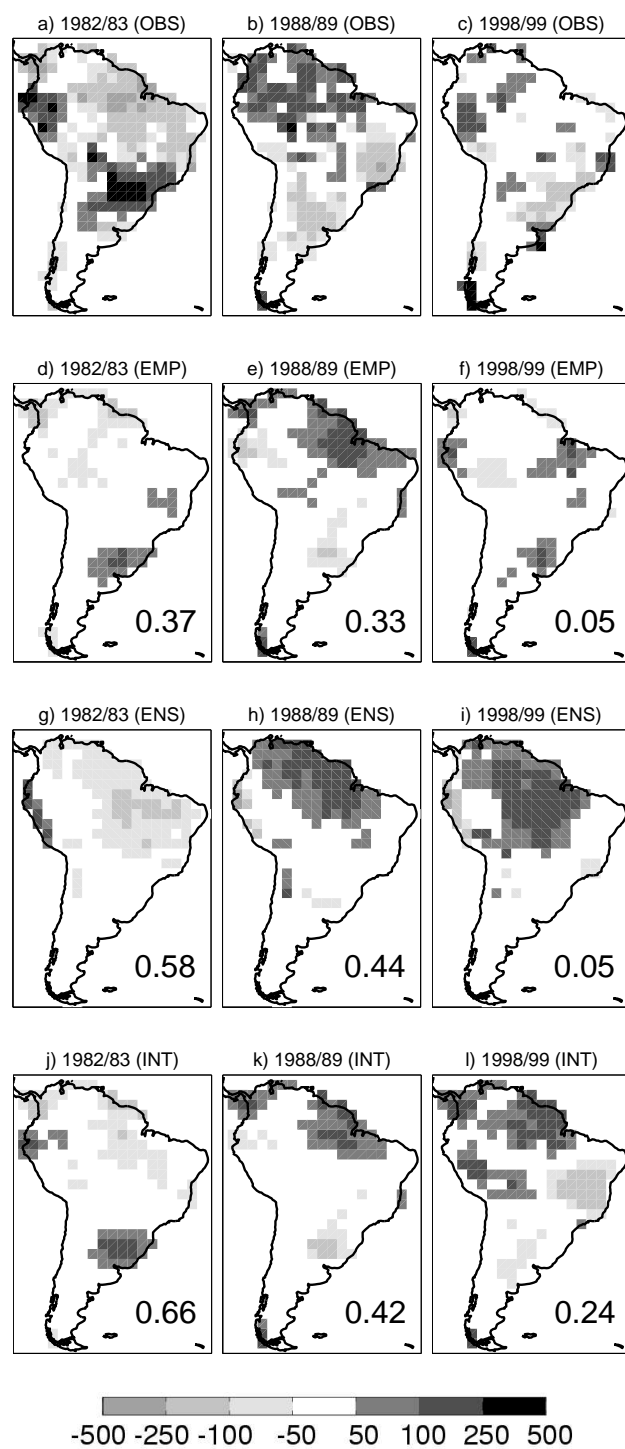 a) 1982/83 (OBS) b) 1988/89 (OBS) c) 1998/99 (OBS)
d) 1982/83 (EMP) e) 1988/89 (EMP) f) 1998/99 (EMP)
0.37 0.33 0.05
g) 1982/83 (ENS) h) 1988/89 (ENS) i) 1998/99 (ENS)
0.58 0.44 0.05
j) 1982/83 (INT) k) 1988/89 (INT) l) 1998/99 (INT)
0.66 0.42 0.24
-500 -250 -100 -50 50 100 250 500